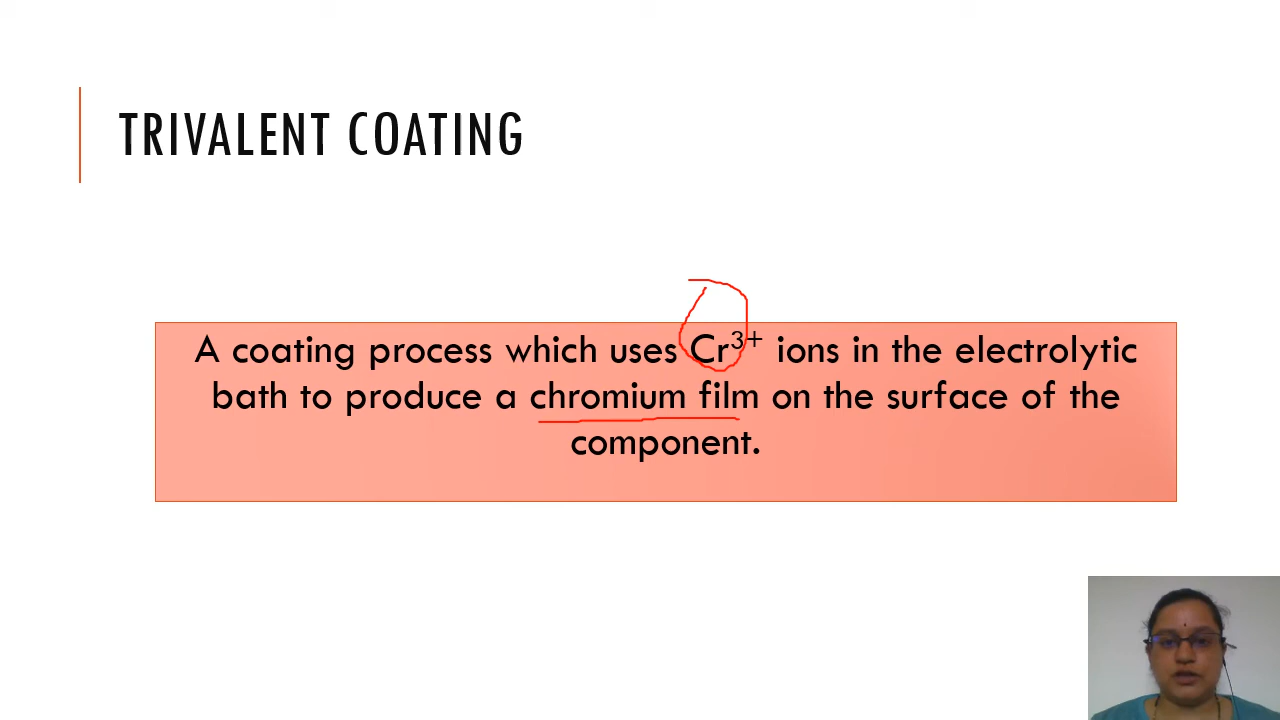 TRIVALENT COATING
A coating process which uses Cr³⁺ ions in the electrolytic
bath to produce a chromium film on the surface of the
component.